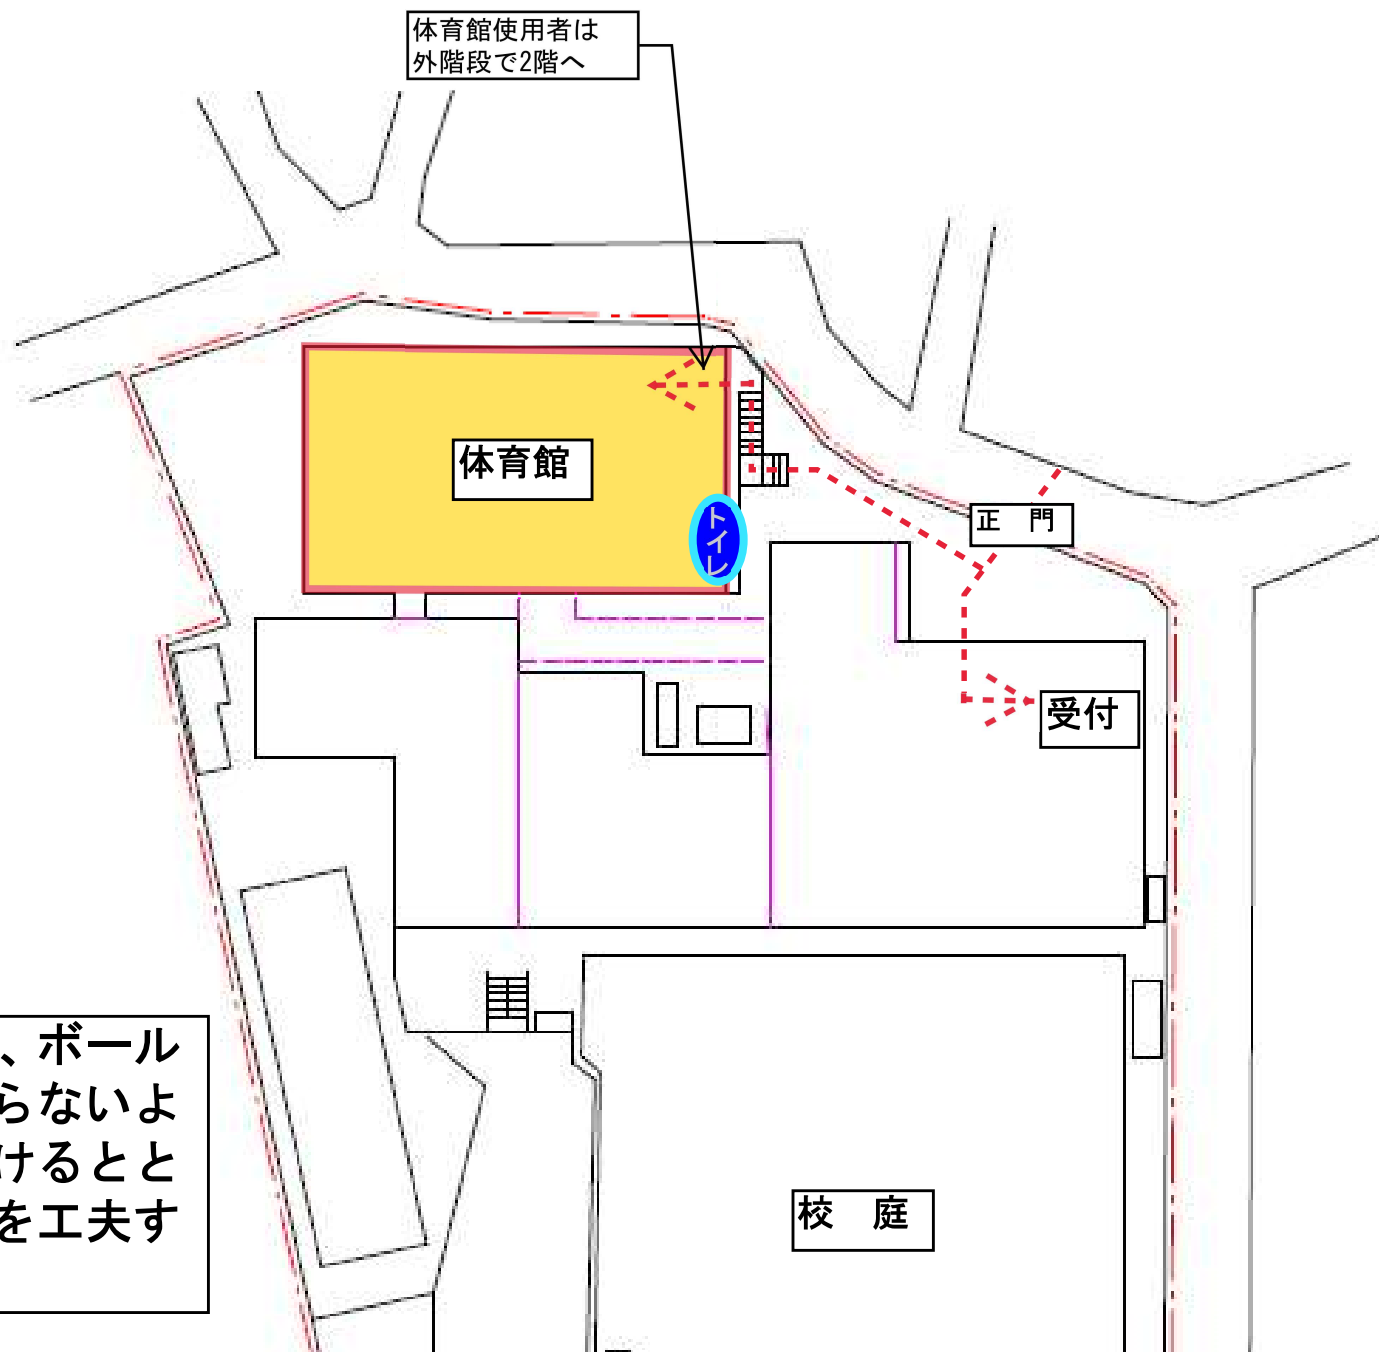 体育館使用者は
外階段で2階へ
体育館
トイレ
正　門
受付
、ボール
らないよ
けるとと
を工夫す
校　庭